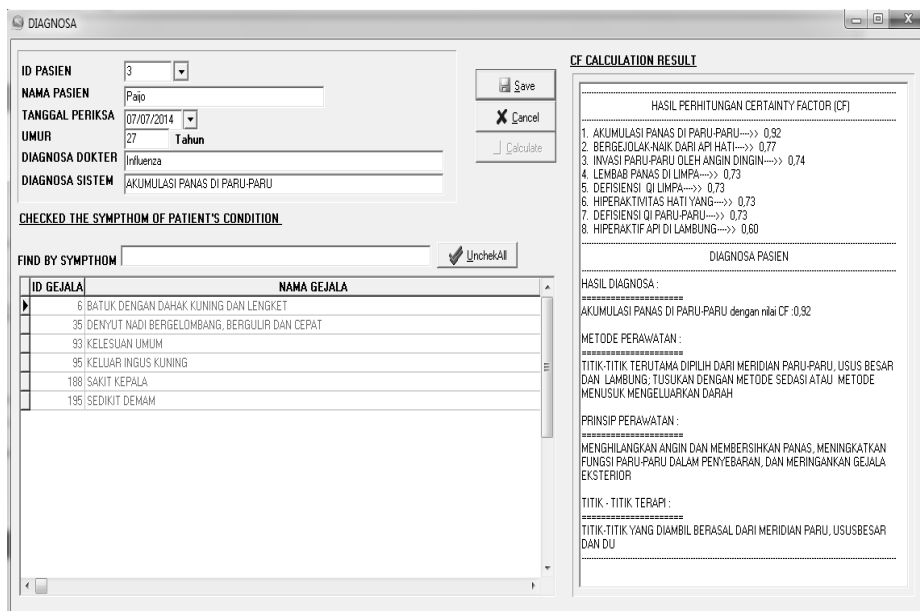 DIAGNOSA
ID PASIEN 3
NAMA PASIEN Paijo
TANGGAL PERIKSA 07/07/2014
UMUR 27 Tahun
DIAGNOSA DOKTER Influenza
DIAGNOSA SISTEM AKUMULASI PANAS DI PARU-PARU
Save
Cancel
Calculate
CHECKED THE SYMPTHOM OF PATIENT'S CONDITION
FIND BY SYMPTHOM
UnchekAll
ID GEJALA NAMA GEJALA
6 BATUK DENGAN DAHAK KUNING DAN LENGKET
35 DENYUT NADI BERGELOMBANG, BERGULIR DAN CEPAT
93 KELESUAN UMUM
95 KELUAR INGUS KUNING
188 SAKIT KEPALA
195 SEDIKIT DEMAM
CF CALCULATION RESULT
HASIL PERHITUNGAN CERTAINTY FACTOR (CF)
1. AKUMULASI PANAS DI PARU-PARU--->> 0,92
2. BERGEJOLAK-NAIK DARI API HATI--->> 0,77
3. INVASI PARU-PARU OLEH ANGIN DINGIN--->> 0,74
4. LEMBAB PANAS DI LIMPA--->> 0,73
5. DEFISIENSI QI LIMPA--->> 0,73
6. HIPERAKTIVITAS HATI YANG--->> 0,73
7. DEFISIENSI QI PARU-PARU--->> 0,73
8. HIPERAKTIF API DI LAMBUNG--->> 0,60
DIAGNOSA PASIEN
HASIL DIAGNOSA :
=====================
AKUMULASI PANAS DI PARU-PARU dengan nilai CF :0,92
METODE PERAWATAN :
=====================
TITIK-TITIK TERUTAMA DIPILIH DARI MERIDIAN PARU-PARU, USUS BESAR
DAN LAMBUNG; TUSUKAN DENGAN METODE SEDASI ATAU METODE
MENUSUK MENGELUARKAN DARAH
PRINSIP PERAWATAN :
=====================
MENGHILANGKAN ANGIN DAN MEMBERSIHKAN PANAS, MENINGKATKAN
FUNGSI PARU-PARU DALAM PENYEBARAN, DAN MERINGANKAN GEJALA
EKSTERIOR
TITIK - TITIK TERAPI :
=====================
TITIK-TITIK YANG DIAMBIL BERASAL DARI MERIDIAN PARU, USUSBESAR
DAN DU